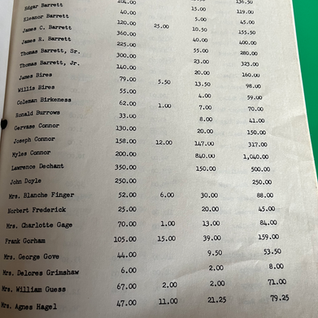 Edgar Barrett 136.50
Eleanor Barrett 40.00 15.00 119.00
James C. Barrett 120.00 5.00 45.00
James R. Barrett 360.00 25.00 10.50 155.50
Thomas Barrett, Sr. 225.00 40.00 400.00
Thomas Barrett, Jr. 300.00 55.00 280.00
James Bires 140.00 23.00 323.00
Willis Bires 79.00 20.00 160.00
Coleman Birkeness 55.00 5.50 13.50 98.00
Ronald Burrows 62.00 4.00 59.00
Gervase Connor 33.00 1.00 7.00 70.00
Joseph Connor 130.00 8.00 41.00
Myles Connor 158.00 20.00 150.00
Lawrence Dechant 200.00 12.00 147.00 317.00
John Doyle 350.00 840.00 1,040.00
250.00 150.00 500.00
250.00
Mrs. Blanche Finger 52.00 6.00 30.00 88.00
Norbert Frederick 25.00 20.00 45.00
Mrs. Charlotte Gage 70.00 1.00 13.00 84.00
Frank Gorham 105.00 15.00 39.00 159.00
Mrs. George Gove 44.00 9.50 53.50
Mrs. Delores Grimshaw 6.00 2.00 8.00
Mrs. William Guess 67.00 2.00 2.00 71.00
Mrs. Agnes Hagel 47.00 11.00 21.25 79.25